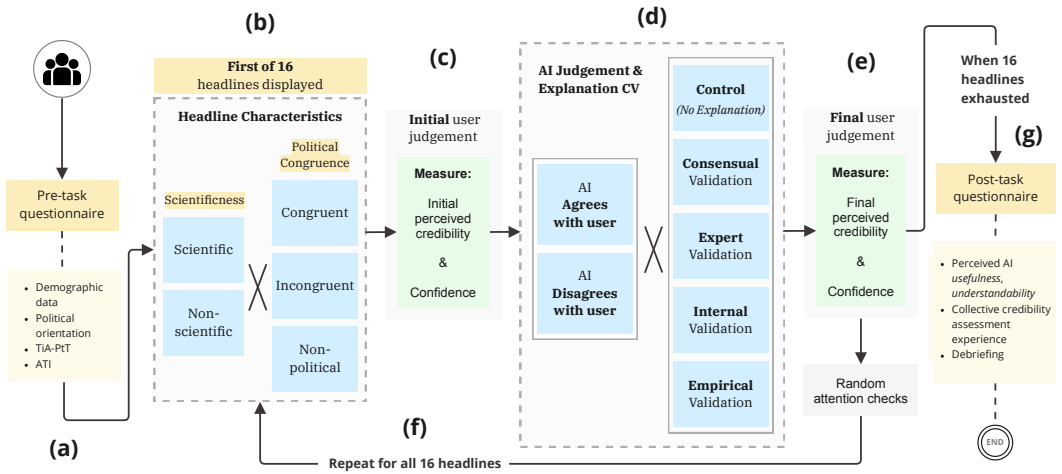 (a)
Pre-task
questionnaire
• Demographic
data
• Political
orientation
• TiA-PtT
• ATI
(b)
First of 16
headlines displayed
Headline Characteristics
Scientificness
Scientific
Non-
scientific
Political
Congruence
Congruent
Incongruent
Non-
political
(c)
Initial user
judgement
Measure:
Initial
perceived
credibility
&
Confidence
(d)
AI Judgement &
Explanation CV
AI
Agrees
with user
AI
Disagrees
with user
Control
(No Explanation)
Consensual
Validation
Expert
Validation
Internal
Validation
Empirical
Validation
(e)
Final user
judgement
Measure:
Final
perceived
credibility
&
Confidence
Random
attention checks
(f)
Repeat for all 16 headlines
When 16
headlines
exhausted
(g)
Post-task
questionnaire
• Perceived AI
usefulness,
understandability
• Collective credibility
assessment
experience
• Debriefing
END